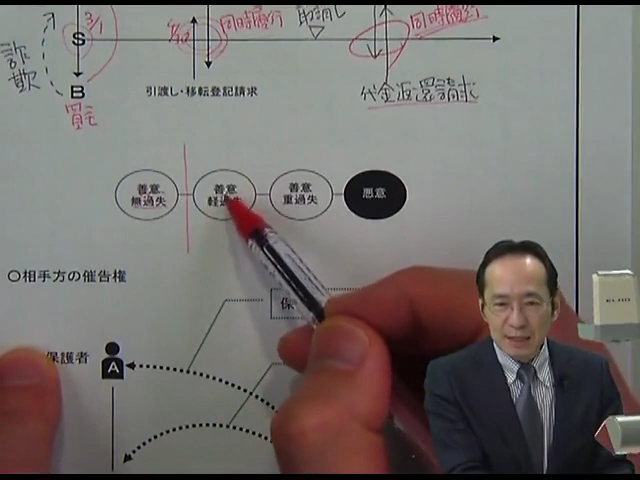 3/1
S
詐欺
B
買主
同時履行
取消し
同時履行
引渡し・移転登記請求
代金返還請求
善意
無過失
善意
軽過失
善意
重過失
悪意
〇相手方の催告権
保
保護者
A
ELMO